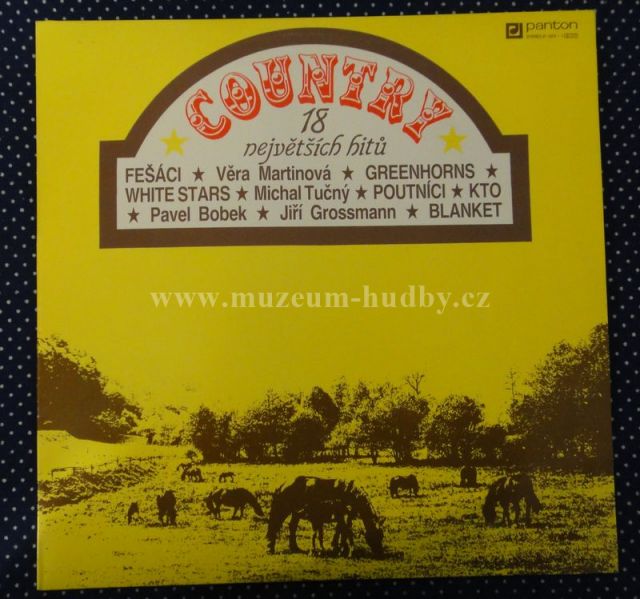 panton
COUNTRY
18
největších hitů
FEŠÁCI ★ Věra Martinová ★ GREENHORNS ★
WHITE STARS ★ Michal Tučný ★ POUTNÍCI ★ KTO
★ Pavel Bobek ★ Jiří Grossmann ★ BLANKET
www.muzeum-hudby.cz